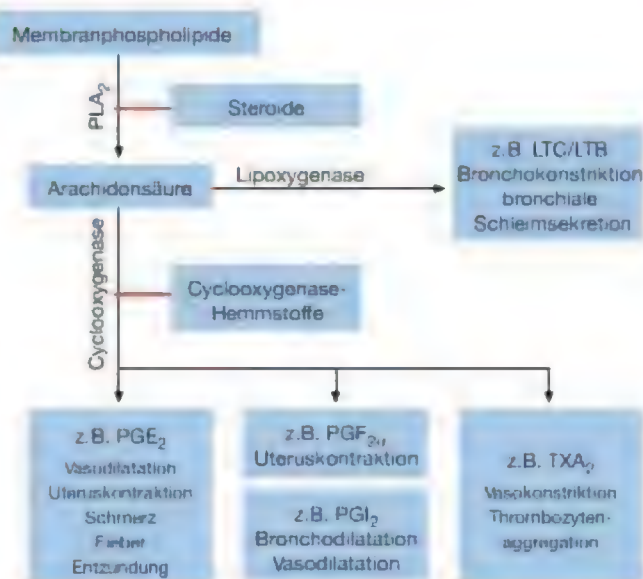 Membranphospholipide
PLA₂
Steroide
Arachidonsäure
Lipoxygenase
z.B. LTC/LTB
Bronchokonstriktion
bronchiale
Schleimsekretion
Cyclooxygenase
Cyclooxygenase-
Hemmstoffe
z.B. PGE₂
Vasodilatation
Uteruskontraktion
Schmerz
Fieber
Entzündung
z.B. PGF₂α
Uteruskontraktion
z.B. PGI₂
Bronchodilatation
Vasodilatation
z.B. TXA₂
Vasokonstriktion
Thrombozyten-
aggregation